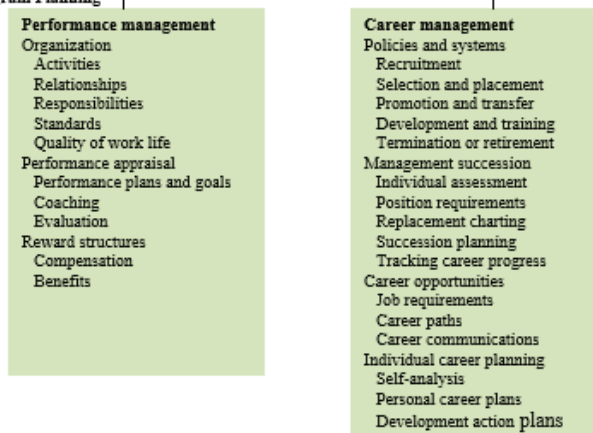 Planning
Performance management
Organization
Activities
Relationships
Responsibilities
Standards
Quality of work life
Performance appraisal
Performance plans and goals
Coaching
Evaluation
Reward structures
Compensation
Benefits
Career management
Policies and systems
Recruitment
Selection and placement
Promotion and transfer
Development and training
Termination or retirement
Management succession
Individual assessment
Position requirements
Replacement charting
Succession planning
Tracking career progress
Career opportunities
Job requirements
Career paths
Career communications
Individual career planning
Self-analysis
Personal career plans
Development action plans